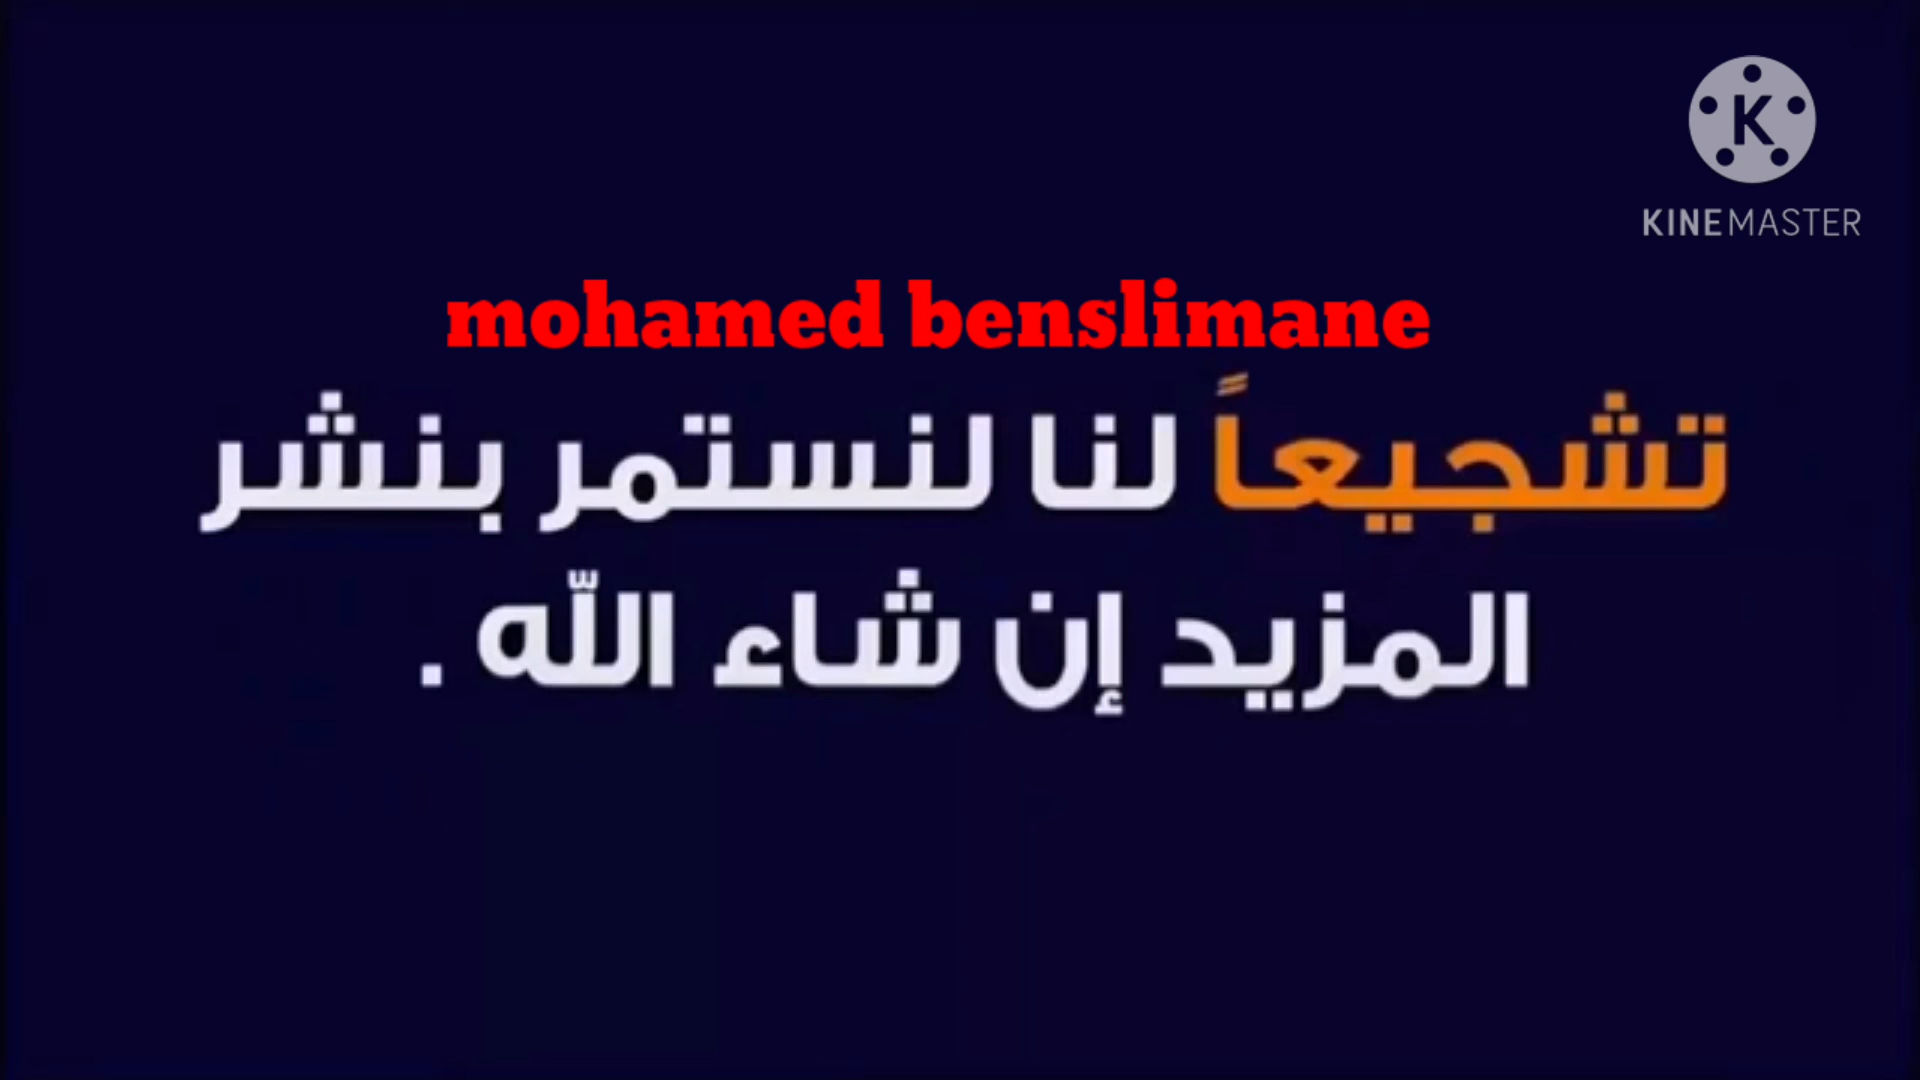 K
KINEMASTER
mohamed benslimane
تشجيعاً لنا لنستمر بنشر
المزيد إن شاء اللّه .